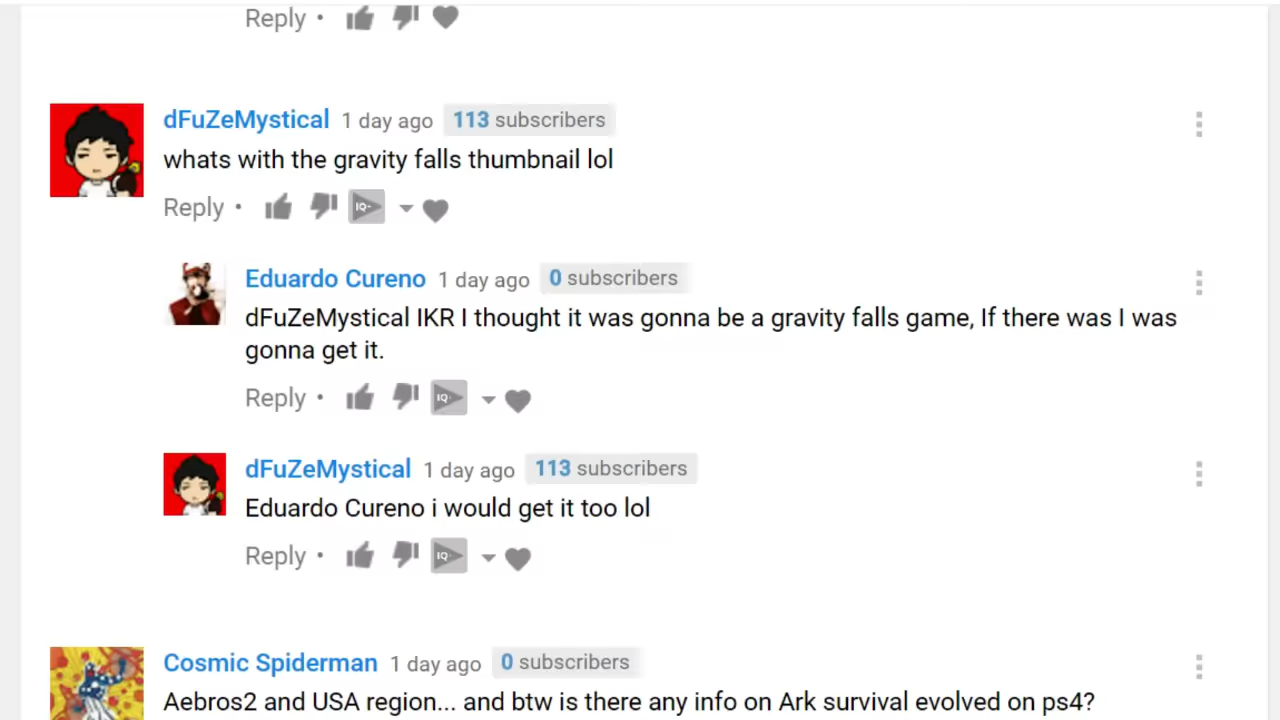 Reply •
dFuZeMystical 1 day ago 113 subscribers
whats with the gravity falls thumbnail lol
Reply • IQ
Eduardo Cureno 1 day ago 0 subscribers
dFuZeMystical IKR I thought it was gonna be a gravity falls game, If there was I was
gonna get it.
Reply • IQ
dFuZeMystical 1 day ago 113 subscribers
Eduardo Cureno i would get it too lol
Reply • IQ
Cosmic Spiderman 1 day ago 0 subscribers
Aebros2 and USA region... and btw is there any info on Ark survival evolved on ps4?